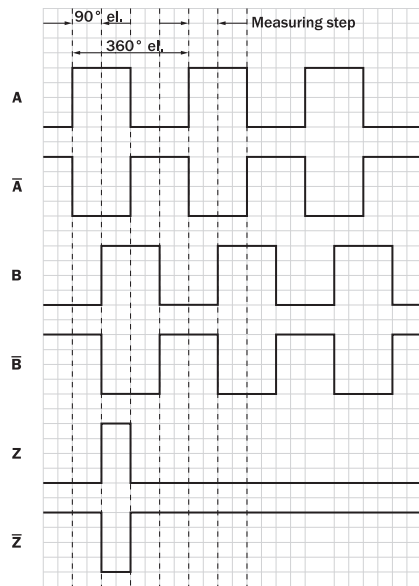 90° el.
Measuring step
360° el.
A
A̅
B
B̅
Z
Z̅